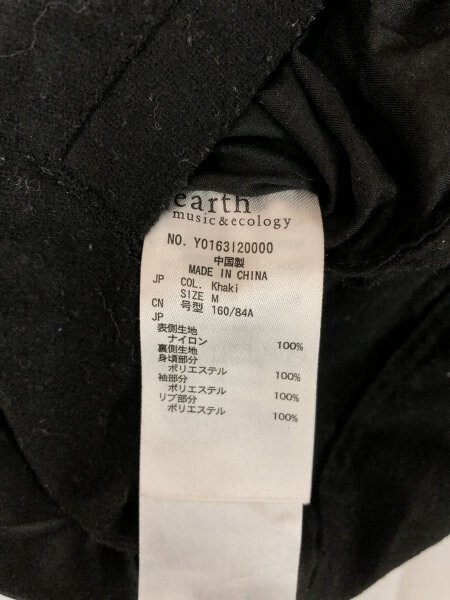 earth
music&ecology
NO. Y0163I20000
中国製
MADE IN CHINA
JP COL. Khaki
SIZE M
CN 号型 160/84A
JP
表側生地
ナイロン 100%
裏側生地
身頃部分
ポリエステル 100%
袖部分
ポリエステル 100%
リブ部分
ポリエステル 100%